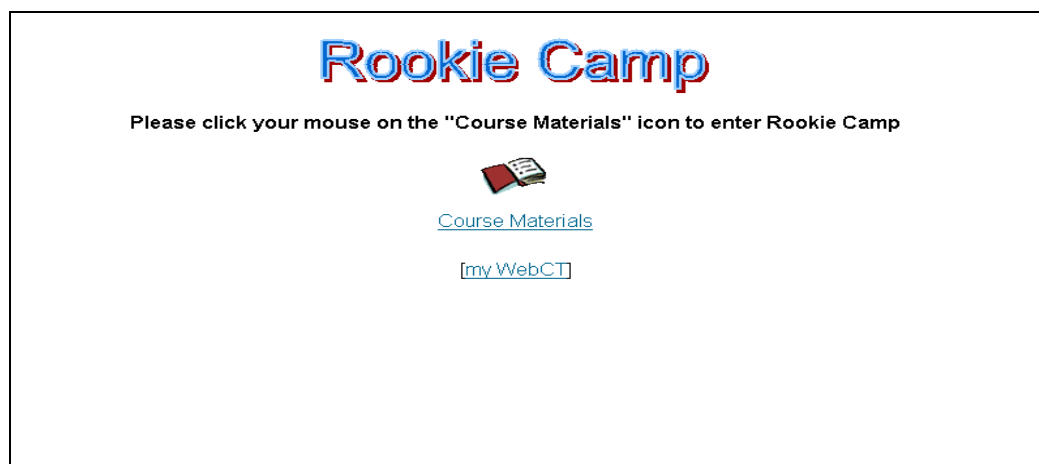 Rookie Camp
Please click your mouse on the "Course Materials" icon to enter Rookie Camp
Course Materials
[my WebCT]